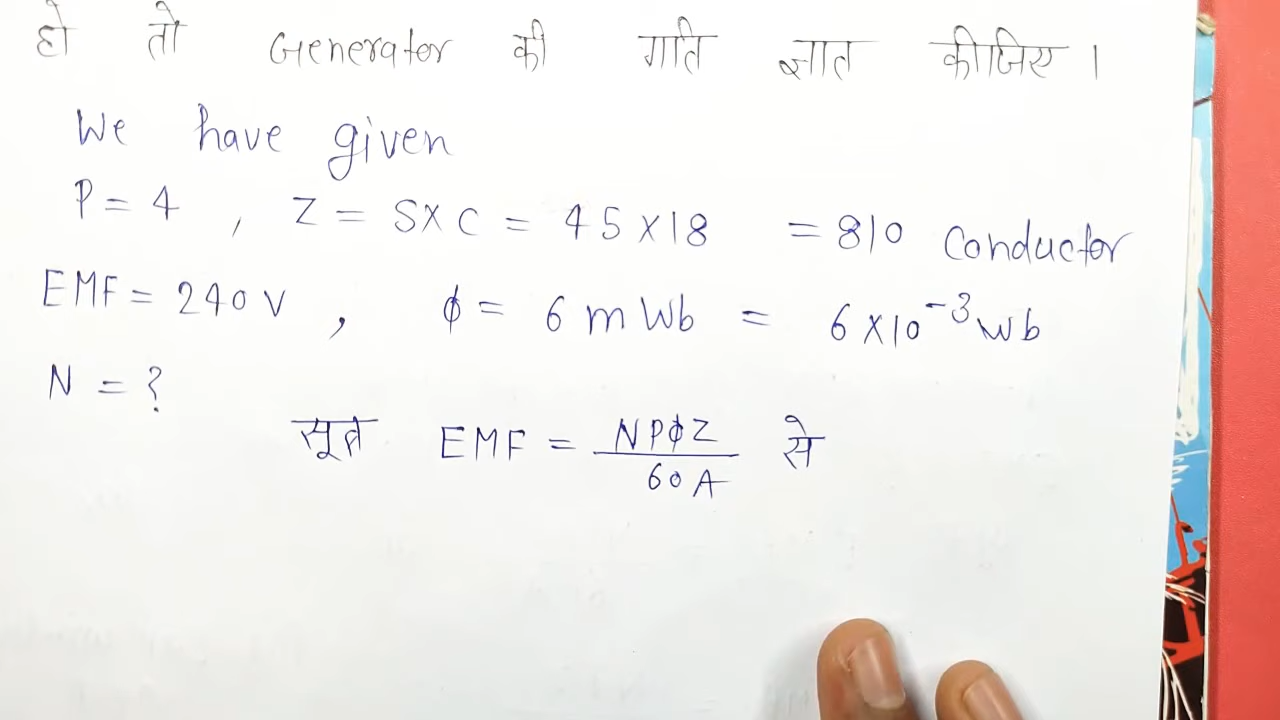 हो तो Generator की गति ज्ञात कीजिए ।
We have given
P = 4 , Z = S×C = 45×18 = 810 Conductor
EMF = 240 V , ϕ = 6 m Wb = 6×10⁻³ Wb
N = ?
सूत्र EMF = NPϕZ / 60A से